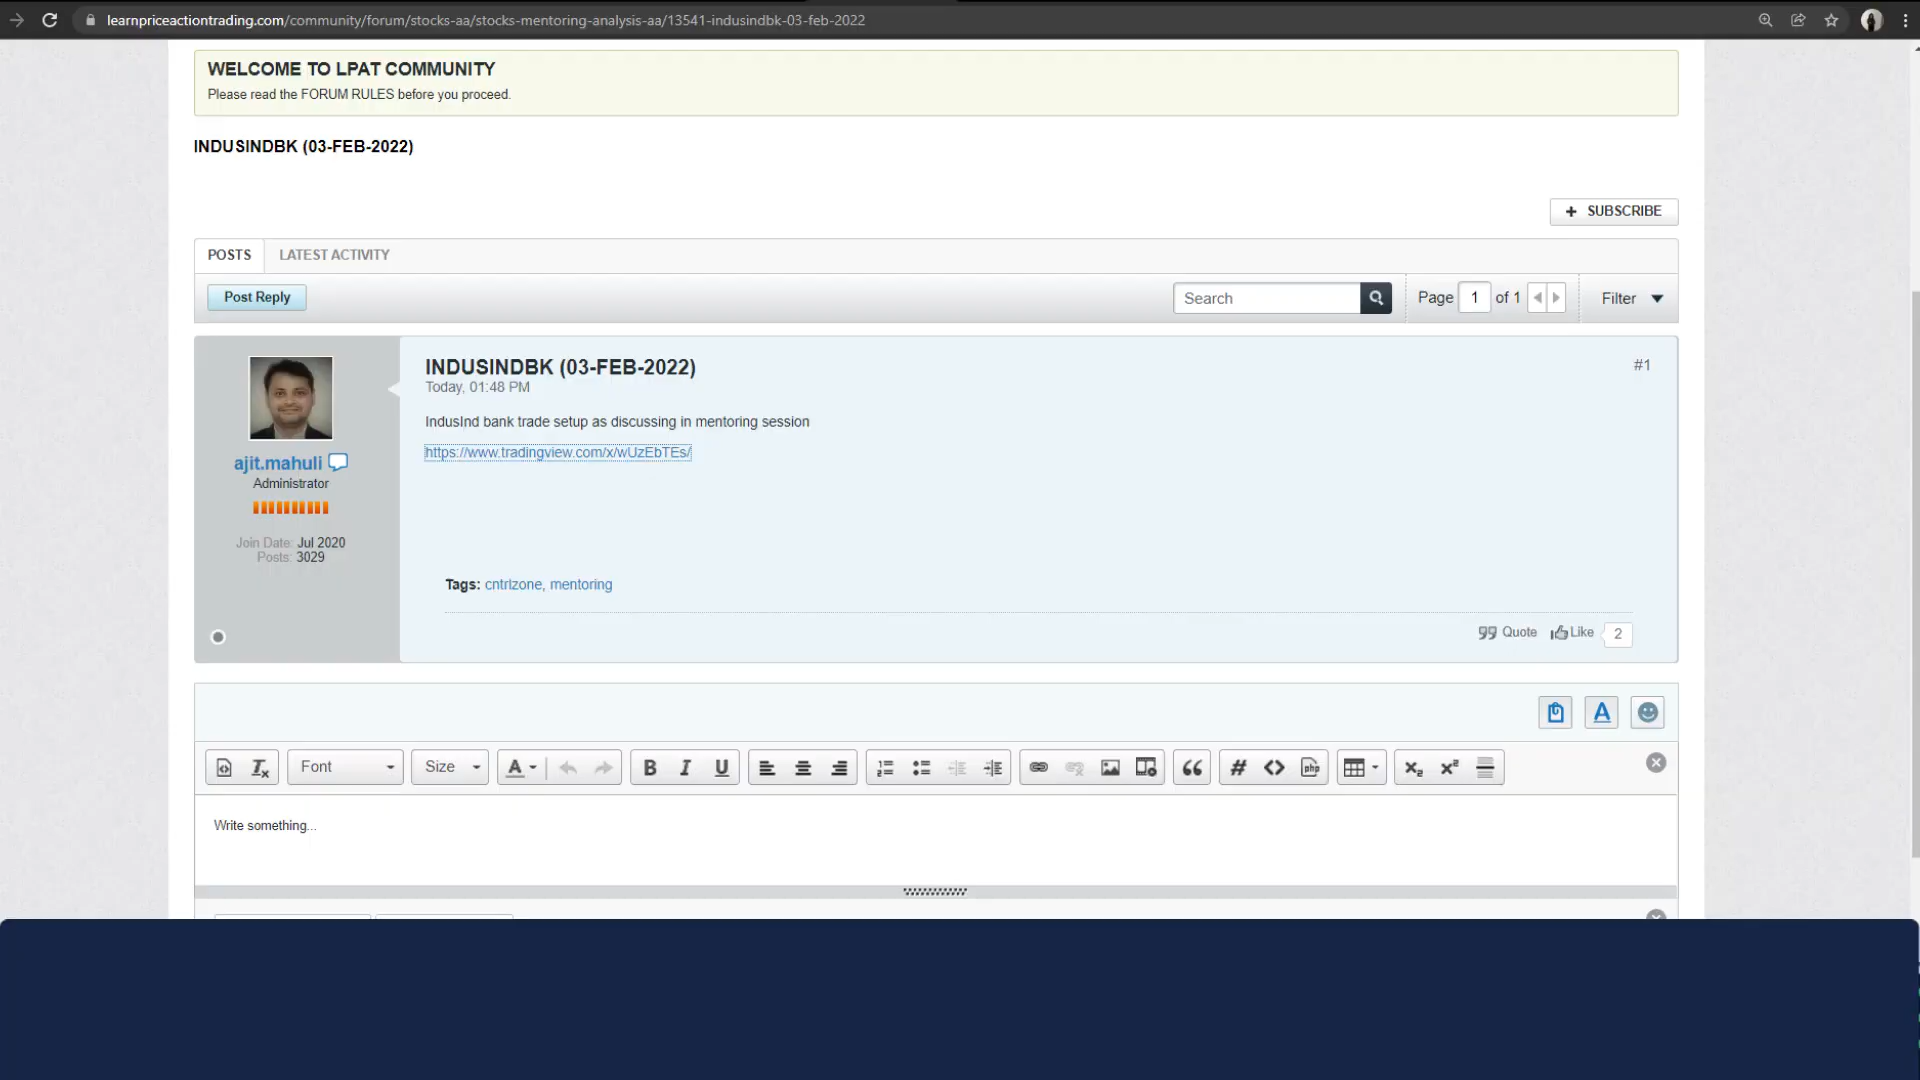 learnpriceactiontrading.com/community/forum/stocks-aa/stocks-mentoring-analysis-aa/13541-indusindbk-03-feb-2022
WELCOME TO LPAT COMMUNITY
Please read the FORUM RULES before you proceed.
INDUSINDBK (03-FEB-2022)
+ SUBSCRIBE
POSTS LATEST ACTIVITY
Post Reply Search Page 1 of 1 Filter
INDUSINDBK (03-FEB-2022) #1
Today, 01:48 PM
IndusInd bank trade setup as discussing in mentoring session
https://www.tradingview.com/x/wUzEbTEs/
ajit.mahuli
Administrator
Join Date: Jul 2020
Posts: 3029
Tags: cntrlzone, mentoring
Quote Like 2
Font Size A B I U # <> php x₂ x²
Write something...